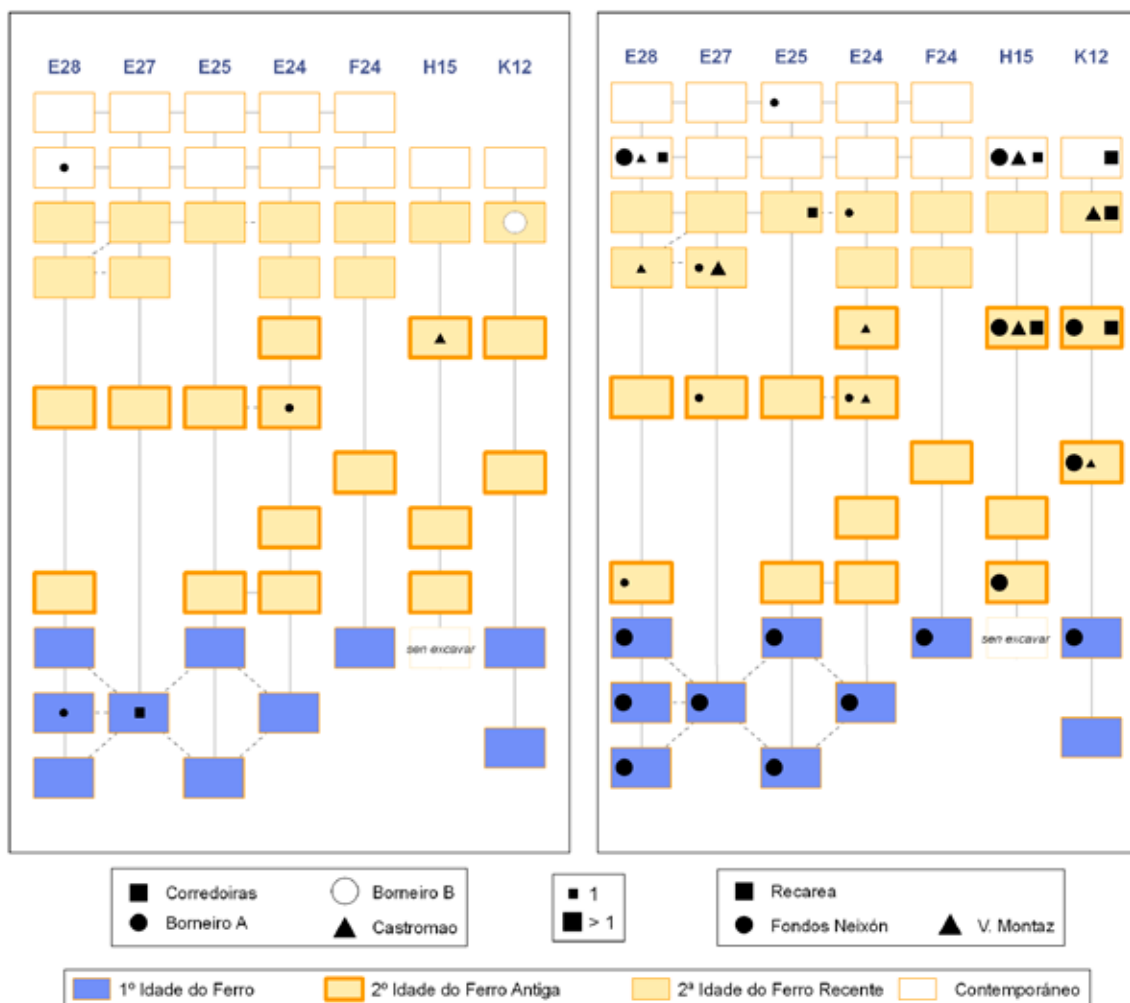 E28 E27 E25 E24 F24 H15 K12
sen excavar
E28 E27 E25 E24 F24 H15 K12
sen excavar
Corredoiras
Borneiro B
Borneiro A
Castromao
1
> 1
Recarea
Fondos Neixón
V. Montaz
1º Idade do Ferro
2º Idade do Ferro Antiga
2ª Idade do Ferro Recente
Contemporáneo